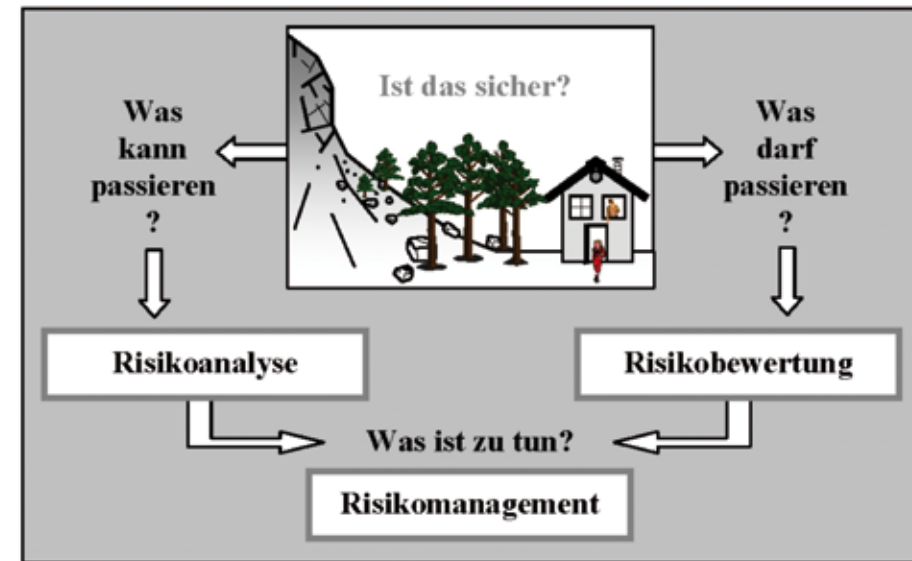 Ist das sicher?
Was
kann
passieren
?
Was
darf
passieren
?
Risikoanalyse
Risikobewertung
Was ist zu tun?
Risikomanagement